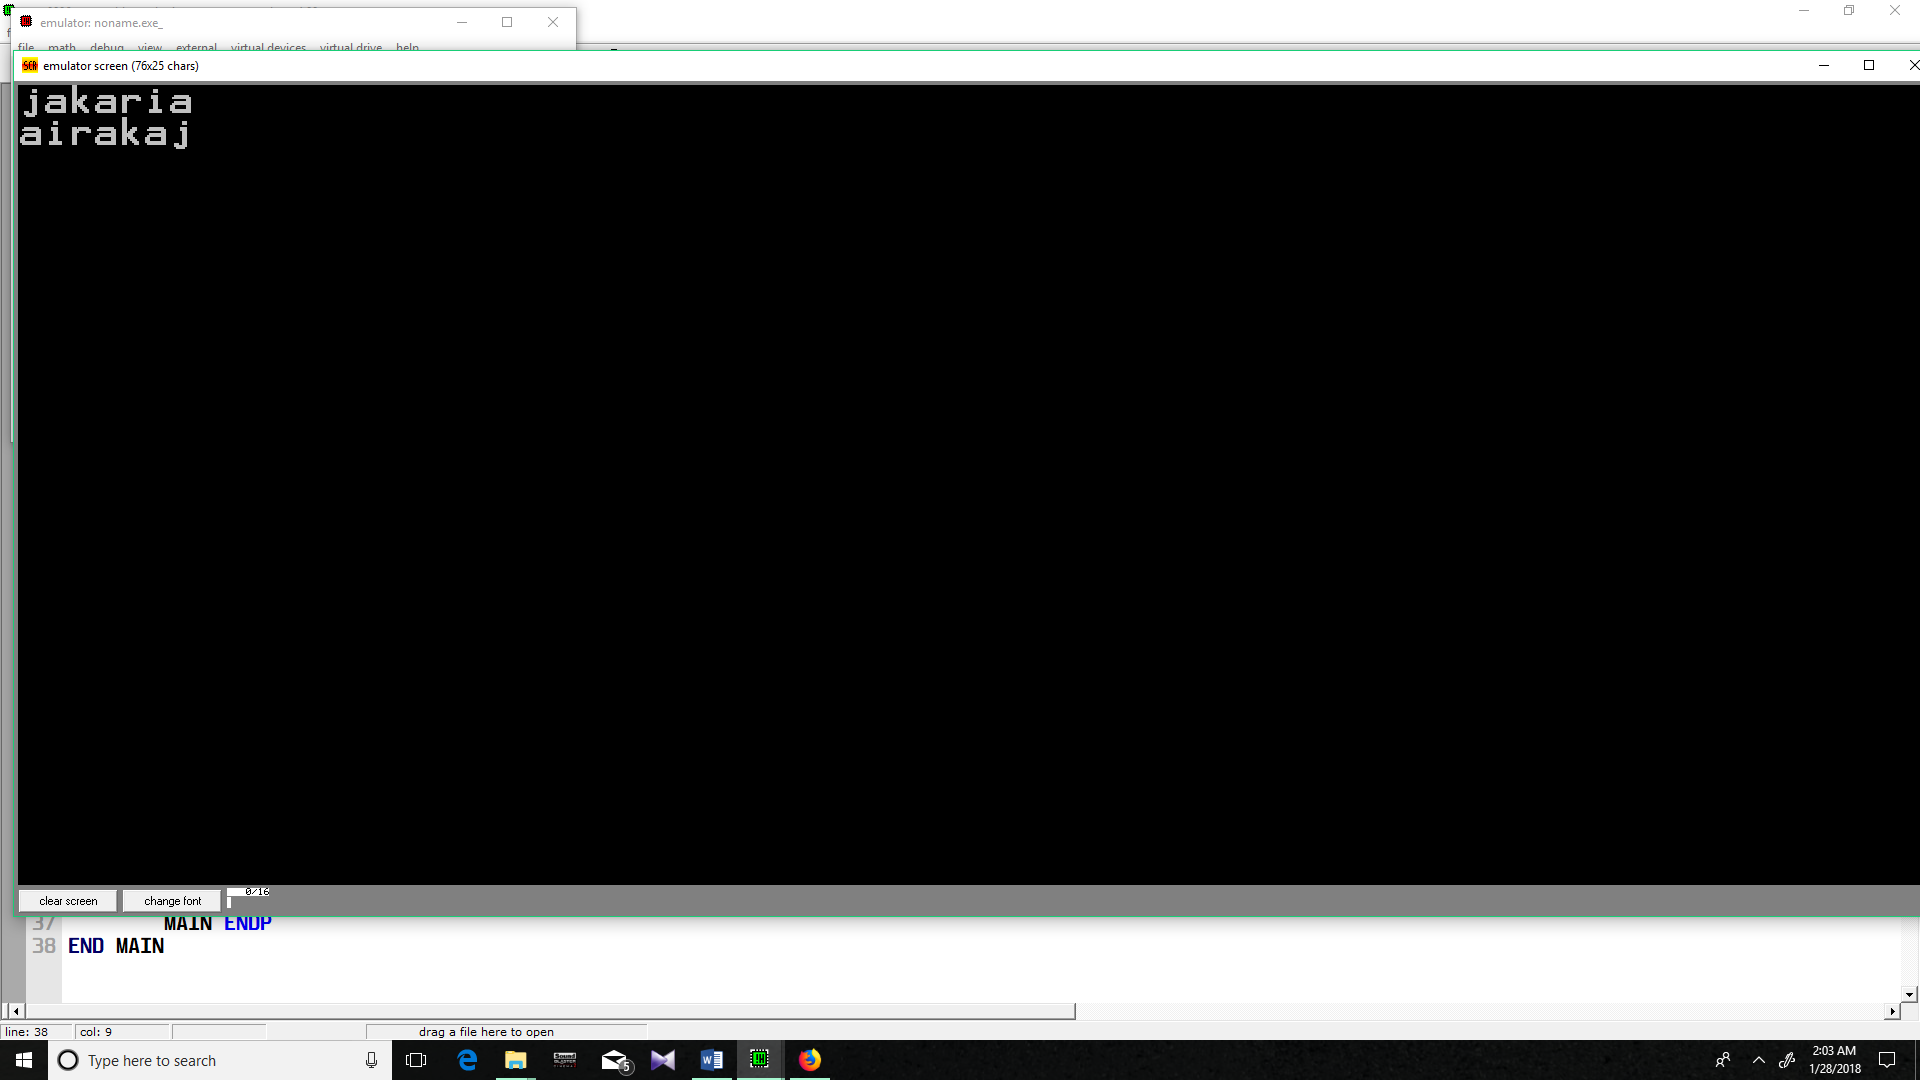 emulator: noname.exe_
file math debug view external virtual devices virtual drive help
emulator screen (76x25 chars)
jakaria
airakaj
clear screen change font 0/16
37 MAIN ENDP
38 END MAIN
line: 38 col: 9 drag a file here to open
Type here to search 5 2:03 AM
1/28/2018